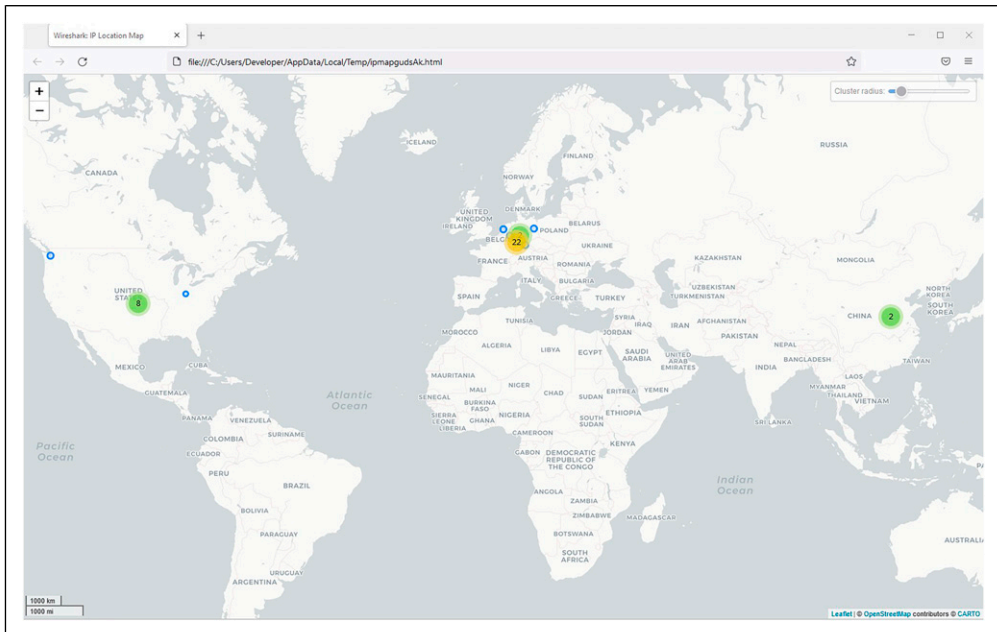 Wireshark: IP Location Map
file:///C:/Users/Developer/AppData/Local/Temp/ipmapgudsAk.html
+
−
Cluster radius:
ICELAND
RUSSIA
FINLAND
CANADA
NORWAY
DENMARK
UNITED
KINGDOM
IRELAND
BELARUS
POLAND
22
UKRAINE
FRANCE
AUSTRIA
KAZAKHSTAN
MONGOLIA
ROMANIA
ITALY
BULGARIA
UNITED
8
UZBEKISTAN
TURKMENISTAN
NORTH
KOREA
SPAIN
GREECE
TURKEY
SOUTH
KOREA
CHINA
2
TUNISIA
SYRIA
IRAQ
IRAN
AFGHANISTAN
MOROCCO
JORDAN
PAKISTAN
ALGERIA
LIBYA
EGYPT
SAUDI
ARABIA
UNITED
ARAB
EMIRATES
NEPAL
BANGLADESH
TAIWAN
MEXICO
CUBA
INDIA
MAURITANIA
LAOS
MYANMAR
THAILAND
VIETNAM
GUATEMALA
Atlantic
Ocean
SENEGAL
MALI
NIGER
CHAD
SUDAN
ERITREA
YEMEN
BURKINA
FASO
SIERRA
LEONE
LIBERIA
GHANA
NIGERIA
SOUTH
SUDAN
ETHIOPIA
SRI LANKA
PANAMA
VENEZUELA
CAMEROON
COLOMBIA
SURINAME
KENYA
Pacific
Ocean
ECUADOR
GABON
DEMOCRATIC
REPUBLIC OF
THE CONGO
PERU
BRAZIL
Indian
Ocean
ANGOLA
ZAMBIA
BOLIVIA
ZIMBABWE
MADAGASCAR
PARAGUAY
BOTSWANA
AUSTRALIA
SOUTH
AFRICA
URUGUAY
ARGENTINA
1000 km
1000 mi
Leaflet | © OpenStreetMap contributors © CARTO